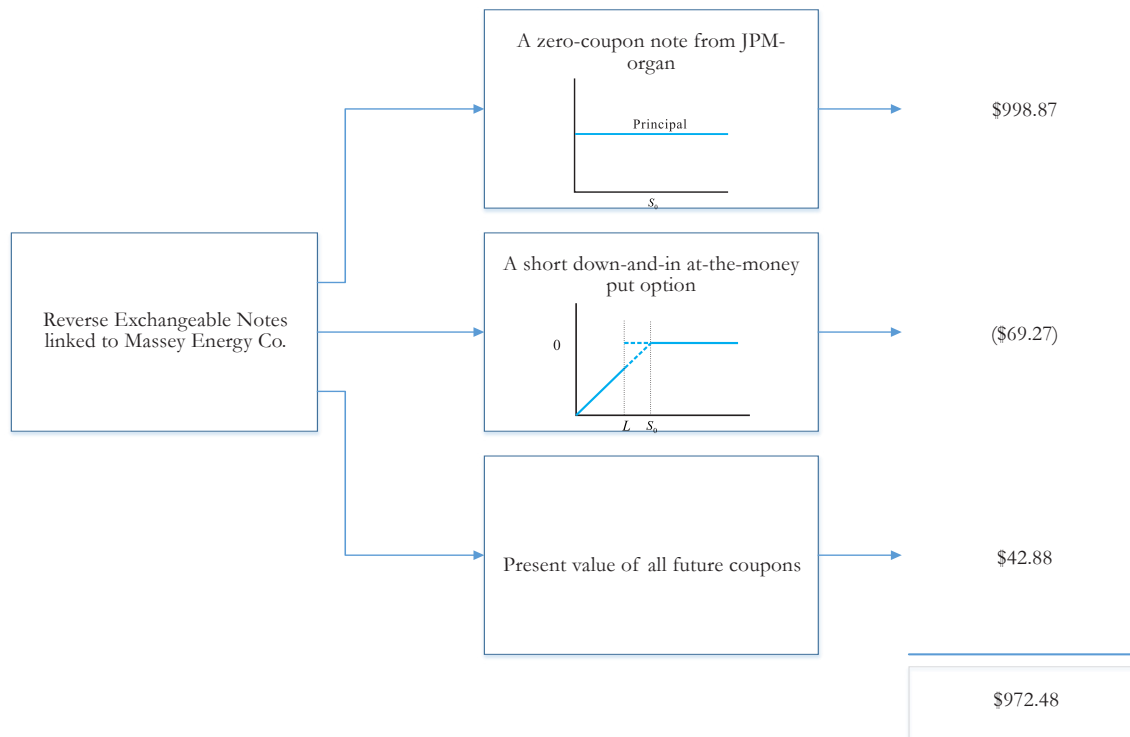 A zero-coupon note from JPM-
organ
Principal
S₀
$998.87
Reverse Exchangeable Notes
linked to Massey Energy Co.
A short down-and-in at-the-money
put option
0
L S₀
($69.27)
Present value of all future coupons
$42.88
$972.48